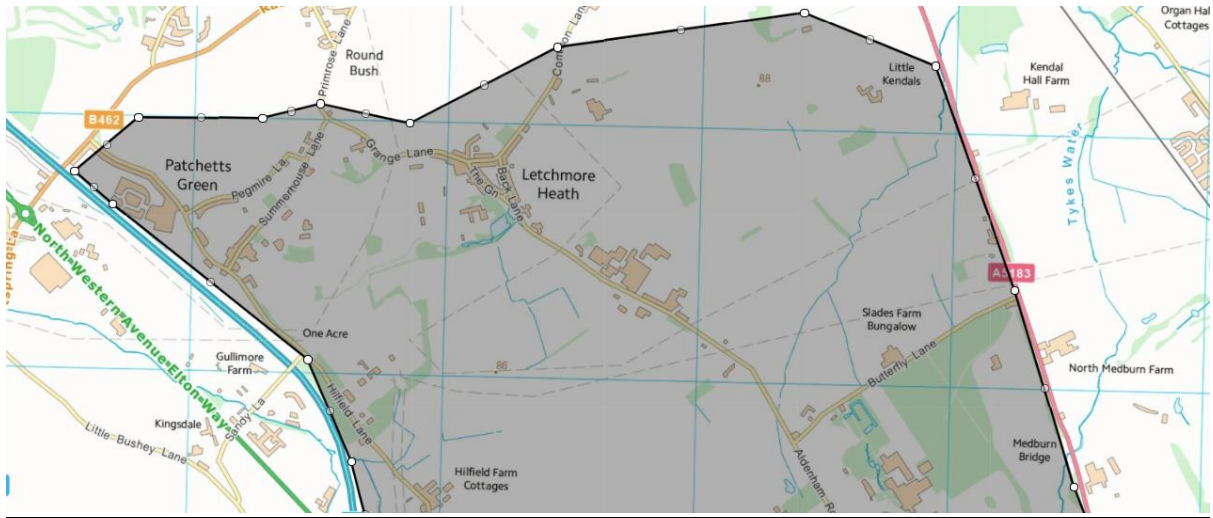 Organ Hall
Cottages
Primrose Lane
Round
Bush
Little
Kendals
88
Kendal
Hall Farm
B462
Patchetts
Green
Pegmire La
Summerhouse Lane
Grange Lane
The Gn
Back Lane
Letchmore
Heath
Tykes Water
North Western Avenue Elton Way
A5183
Slades Farm
Bungalow
One Acre
Gullimore
Farm
86
Butterfly Lane
North Medburn Farm
Hilfield Lane
Kingsdale
Sandy La
Little Bushey Lane
Medburn
Bridge
Hilfield Farm
Cottages
Aldenham Ro